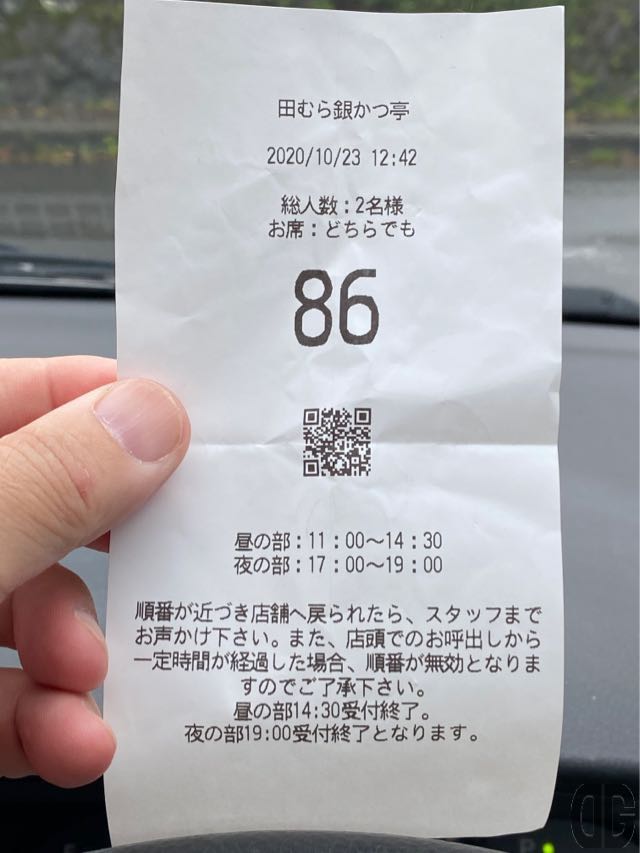 田むら銀かつ亭
2020/10/23 12:42
総人数：2名様
お席：どちらでも
86
昼の部：11：00～14：30
夜の部：17：00～19：00
順番が近づき店舗へ戻られたら、スタッフまで
お声かけ下さい。また、店頭でのお呼出しから
一定時間が経過した場合、順番が無効となりま
すのでご了承下さい。
昼の部14:30受付終了。
夜の部19:00受付終了となります。
DG